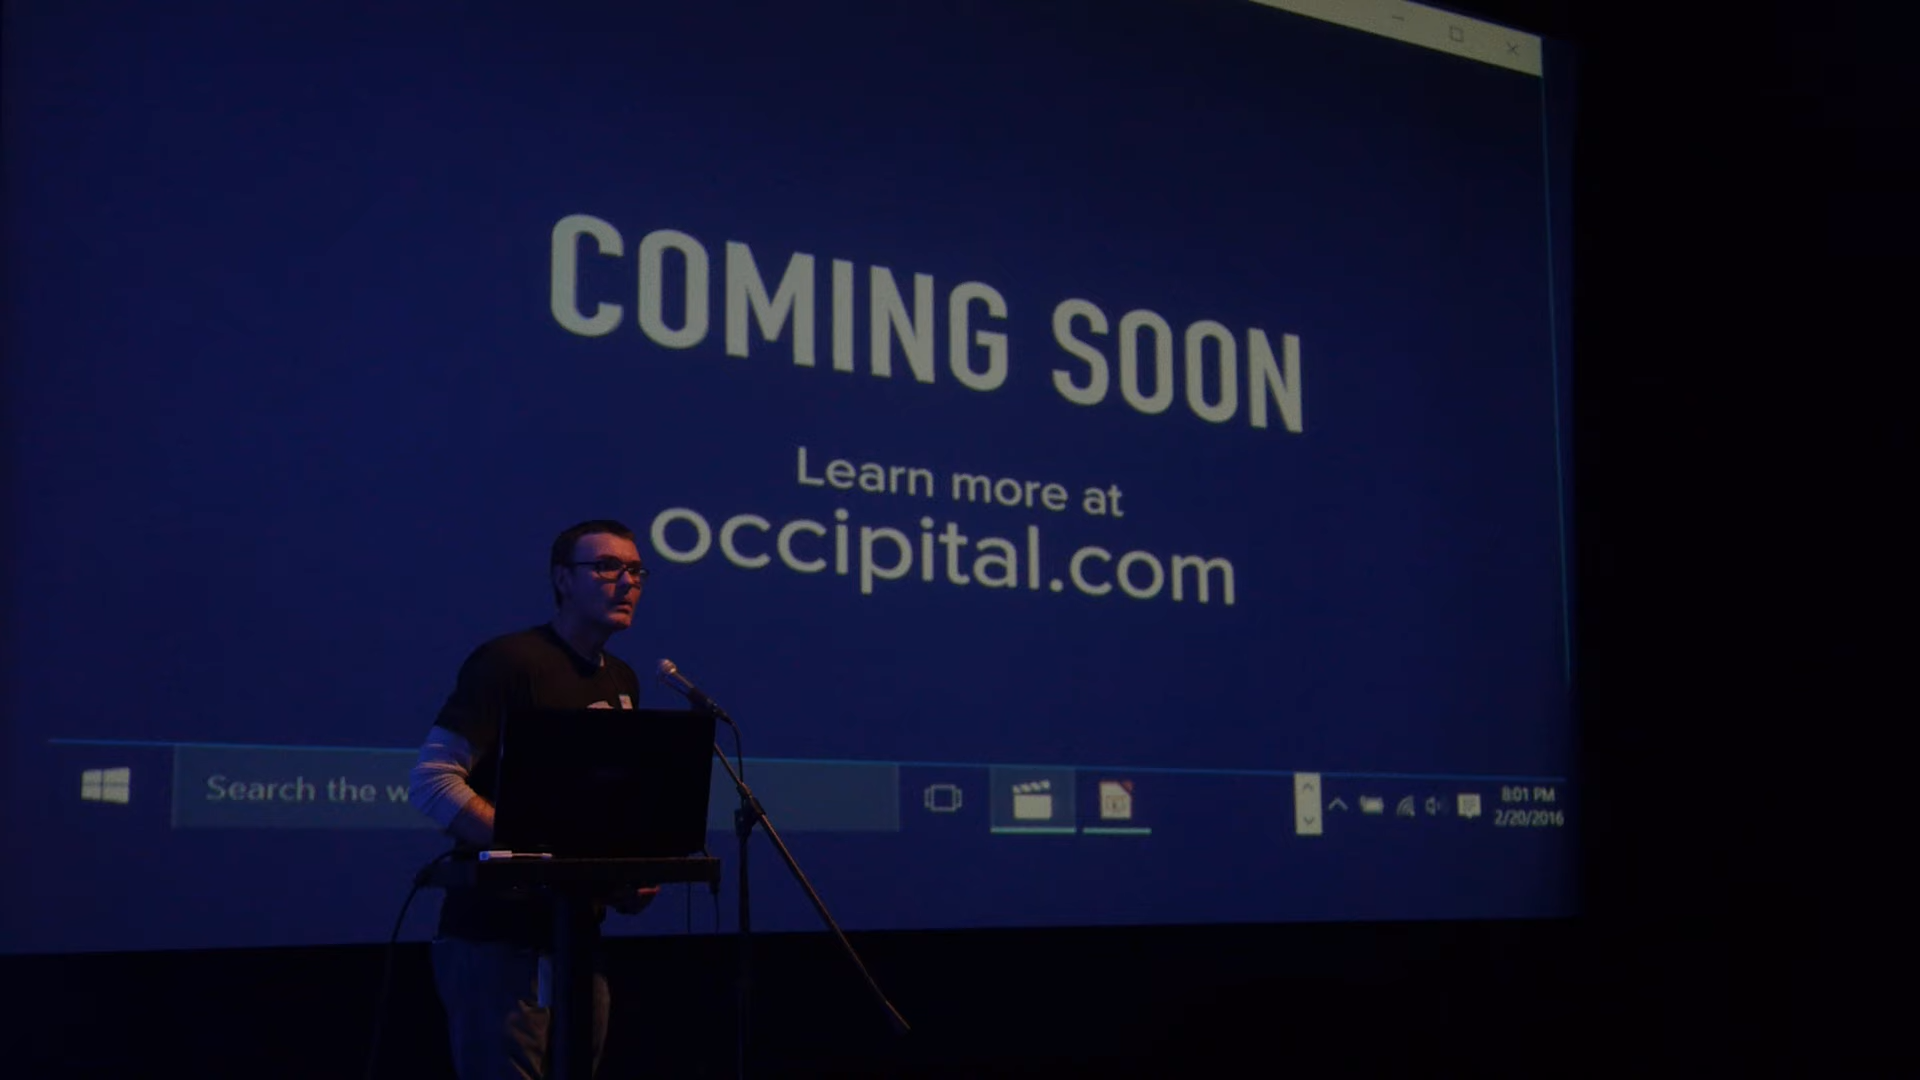 COMING SOON
Learn more at
occipital.com
Search the w
8:01 PM
2/20/2016